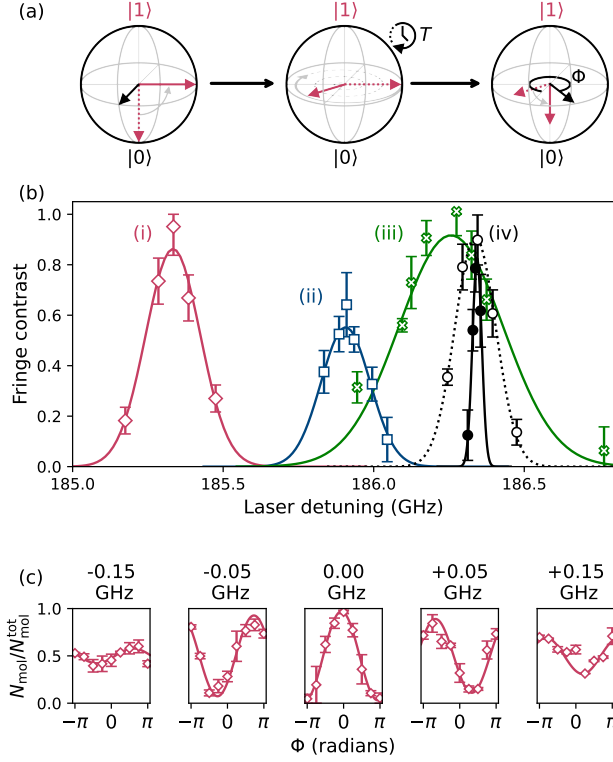 (a)
|1⟩ |1⟩ |1⟩
T
Φ
|0⟩ |0⟩ |0⟩
(b)
(i) (ii) (iii) (iv)
Fringe contrast
1.0
0.8
0.6
0.4
0.2
0.0
185.0 185.5 186.0 186.5
Laser detuning (GHz)
(c)
-0.15 GHz
-0.05 GHz
0.00 GHz
+0.05 GHz
+0.15 GHz
N_mol/N_mol^tot
1.0
0.5
0.0
−π 0 π −π 0 π −π 0 π −π 0 π −π 0 π
Φ (radians)